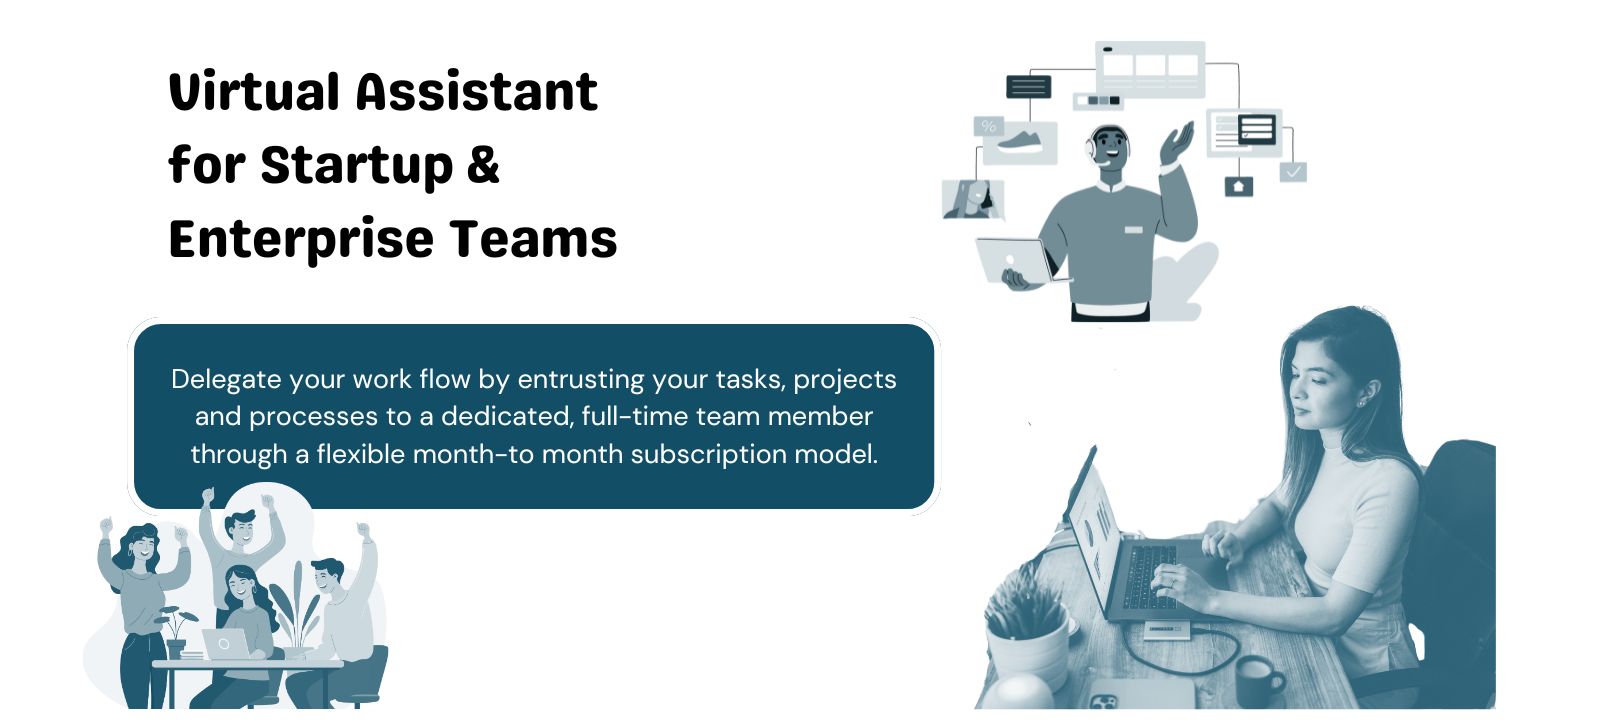 Virtual Assistant
for Startup &
Enterprise Teams
Delegate your work flow by entrusting your tasks, projects
and processes to a dedicated, full-time team member
through a flexible month-to month subscription model.
%